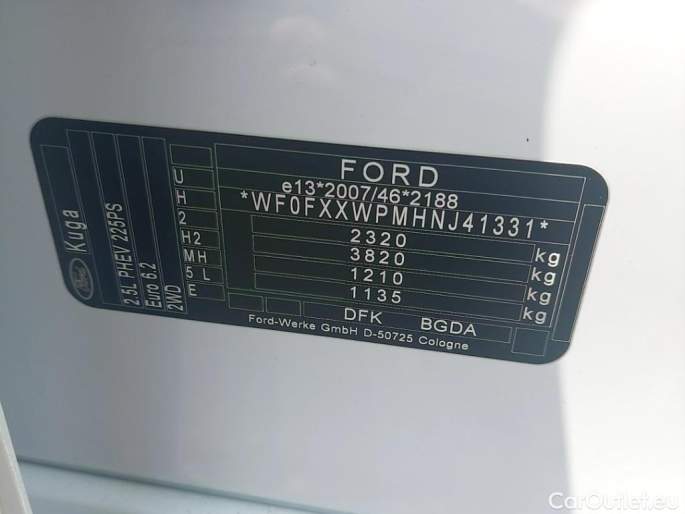 FORD
e13*2007/46*2188
*WF0FXXWPMHNJ41331*
2320 kg
3820 kg
1210 kg
1135 kg
DFK BGDA
Ford-Werke GmbH D-50725 Cologne
U
H
2
H2
MH
5 L
E
Ford
Kuga
2.5L PHEV 225PS
Euro 6.2
2WD
CarOutlet.eu